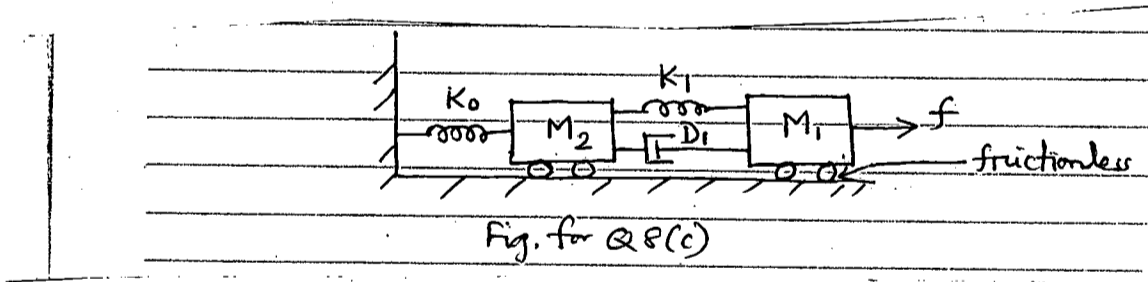 K₁
K₀
M₂
D₁
M₁
f
frictionless
Fig. for Q8(c)